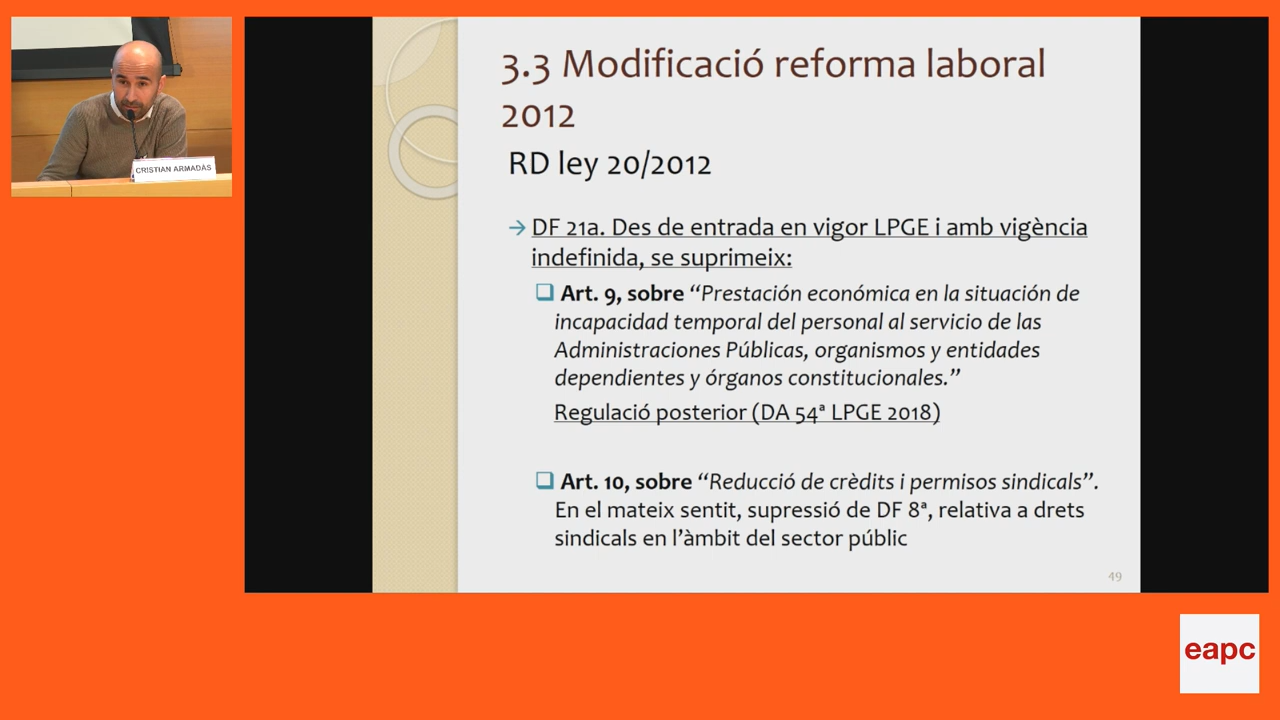 CRISTIAN ARMADÀS
3.3 Modificació reforma laboral
2012
RD ley 20/2012
→ DF 21a. Des de entrada en vigor LPGE i amb vigència
indefinida, se suprimeix:
❑ Art. 9, sobre “Prestación económica en la situación de
incapacidad temporal del personal al servicio de las
Administraciones Públicas, organismos y entidades
dependientes y órganos constitucionales.”
Regulació posterior (DA 54ª LPGE 2018)
❑ Art. 10, sobre “Reducció de crèdits i permisos sindicals”.
En el mateix sentit, supressió de DF 8ª, relativa a drets
sindicals en l’àmbit del sector públic
49
eapc